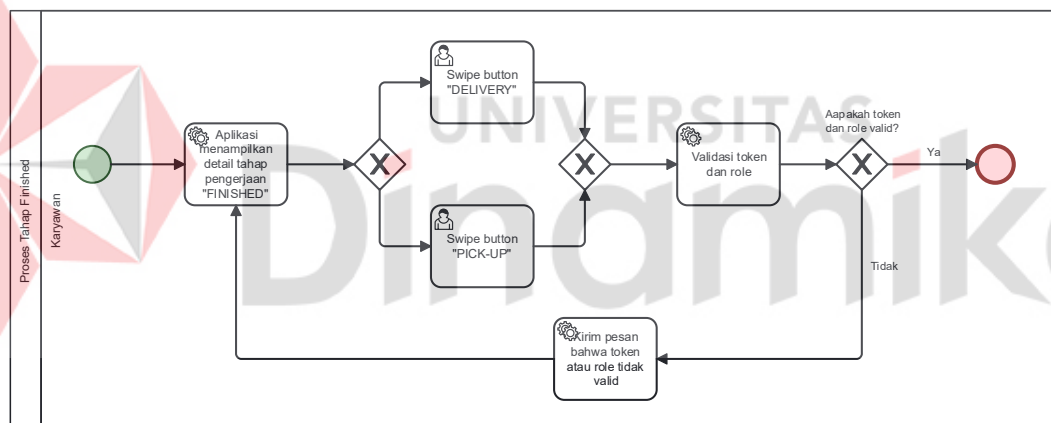 Proses Tahap Finished
Karyawan
Aplikasi
menampilkan
detail tahap
pengerjaan
"FINISHED"
Swipe button
"DELIVERY"
Swipe button
"PICK-UP"
Validasi token
dan role
Aapakah token
dan role valid?
Ya
Tidak
Kirim pesan
bahwa token
atau role tidak
valid
UNIVERSITAS
Dinamika